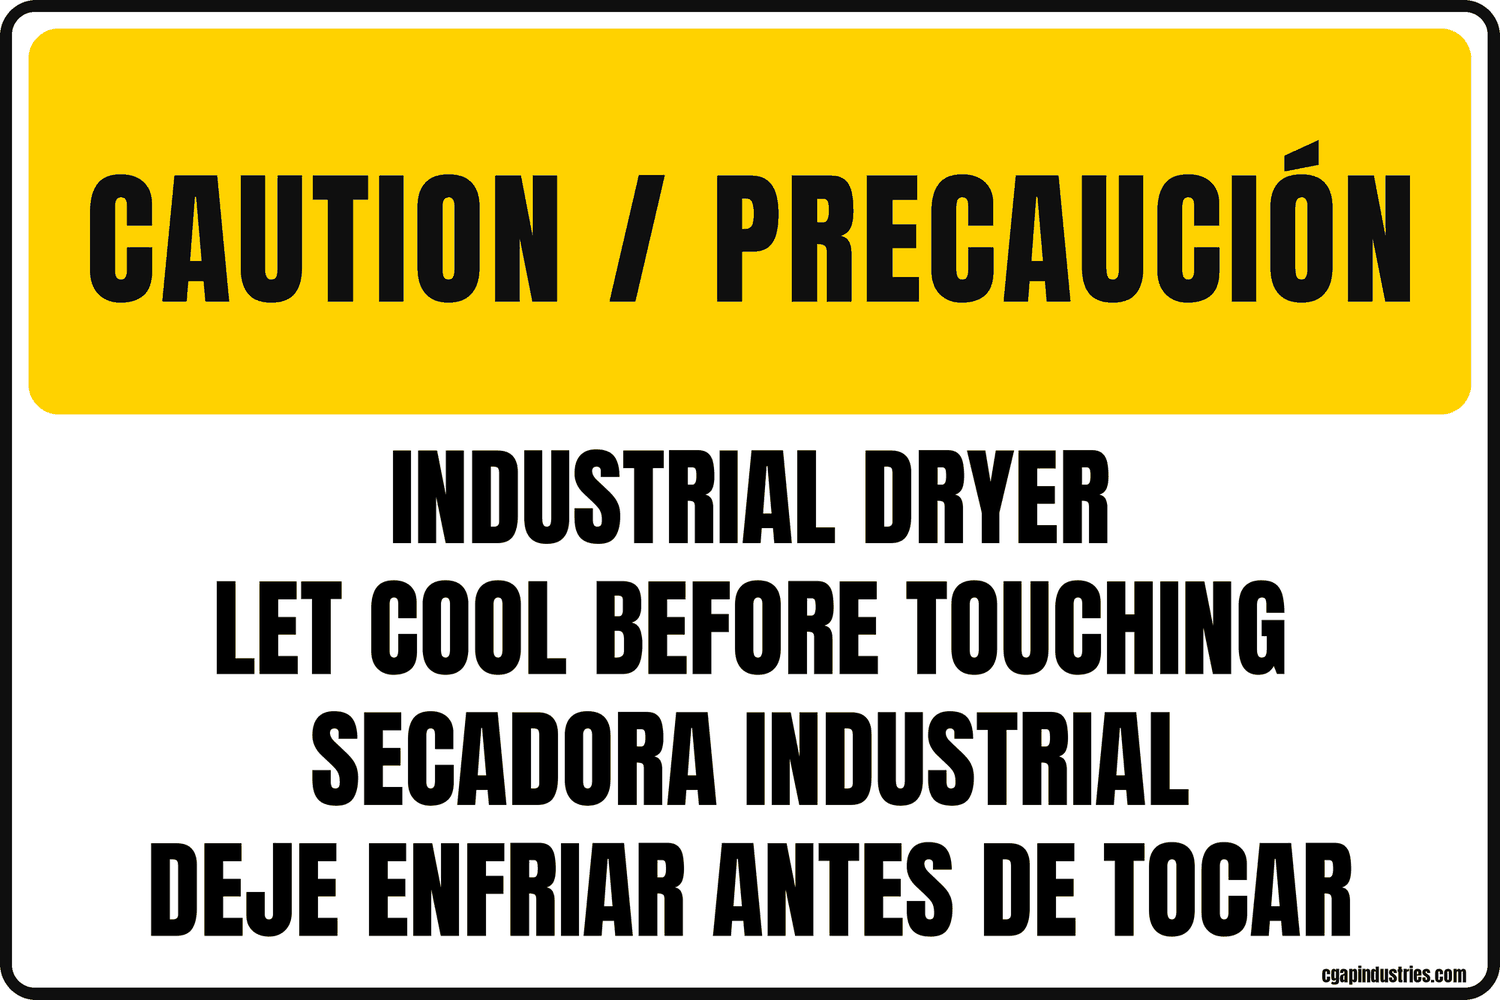 CAUTION / PRECAUCIÓN
INDUSTRIAL DRYER
LET COOL BEFORE TOUCHING
SECADORA INDUSTRIAL
DEJE ENFRIAR ANTES DE TOCAR
cgapindustries.com